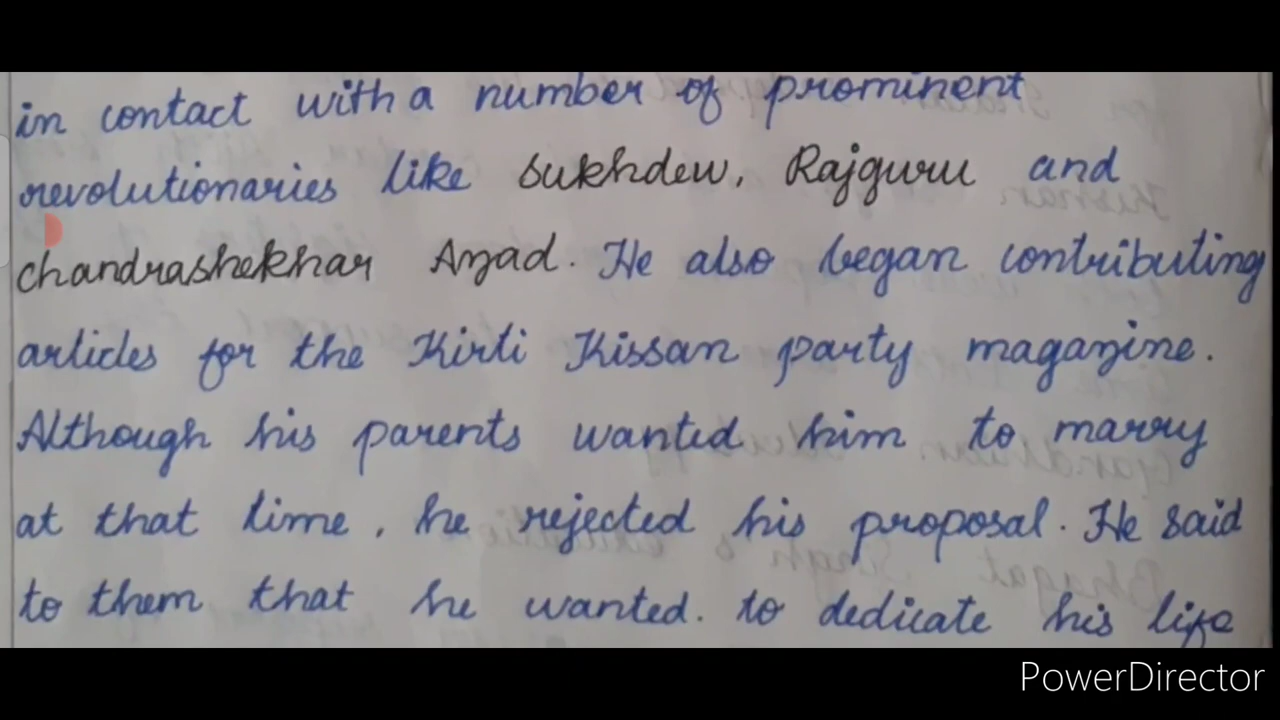 in contact with a number of prominent
revolutionaries like Sukhdew, Rajguru and
chandrashekhar Azad. He also began contributing
articles for the Kirti Kissan party magazine.
Although his parents wanted him to marry
at that time, he rejected his proposal. He said
to them that he wanted. to dedicate his life
PowerDirector